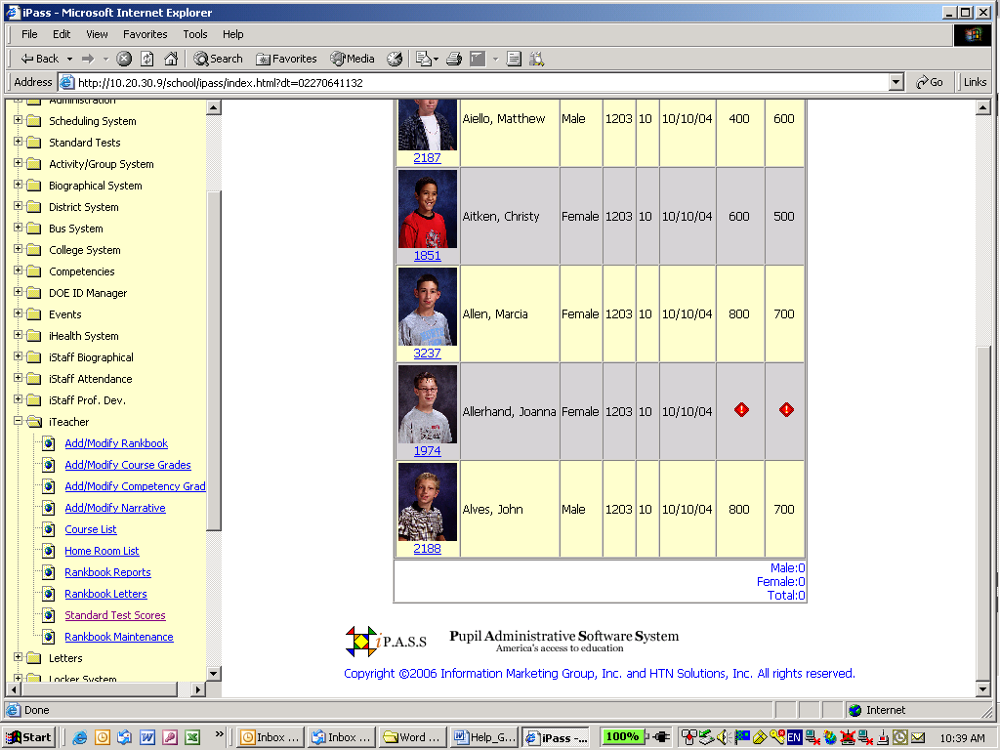 iPass - Microsoft Internet Explorer
File Edit View Favorites Tools Help
Back Search Favorites Media
Address http://10.20.30.9/school/ipass/index.html?dt=02270641132 Go Links
Administration
Scheduling System
Standard Tests
Activity/Group System
Biographical System
District System
Bus System
College System
Competencies
DOE ID Manager
Events
iHealth System
iStaff Biographical
iStaff Attendance
iStaff Prof. Dev.
iTeacher
Add/Modify Rankbook
Add/Modify Course Grades
Add/Modify Competency Grad
Add/Modify Narrative
Course List
Home Room List
Rankbook Reports
Rankbook Letters
Standard Test Scores
Rankbook Maintenance
Letters
Locker System
Aiello, Matthew Male 1203 10 10/10/04 400 600
2187
Aitken, Christy Female 1203 10 10/10/04 600 500
1851
Allen, Marcia Female 1203 10 10/10/04 800 700
3237
Allerhand, Joanna Female 1203 10 10/10/04
1974
Alves, John Male 1203 10 10/10/04 800 700
2188
Male:0
Female:0
Total:0
iP.A.S.S Pupil Administrative Software System
America's access to education
Copyright ©2006 Information Marketing Group, Inc. and HTN Solutions, Inc. All rights reserved.
Done Internet
Start » Inbox ... Inbox ... Word ... Help_G... iPass -... 100% EN 10:39 AM